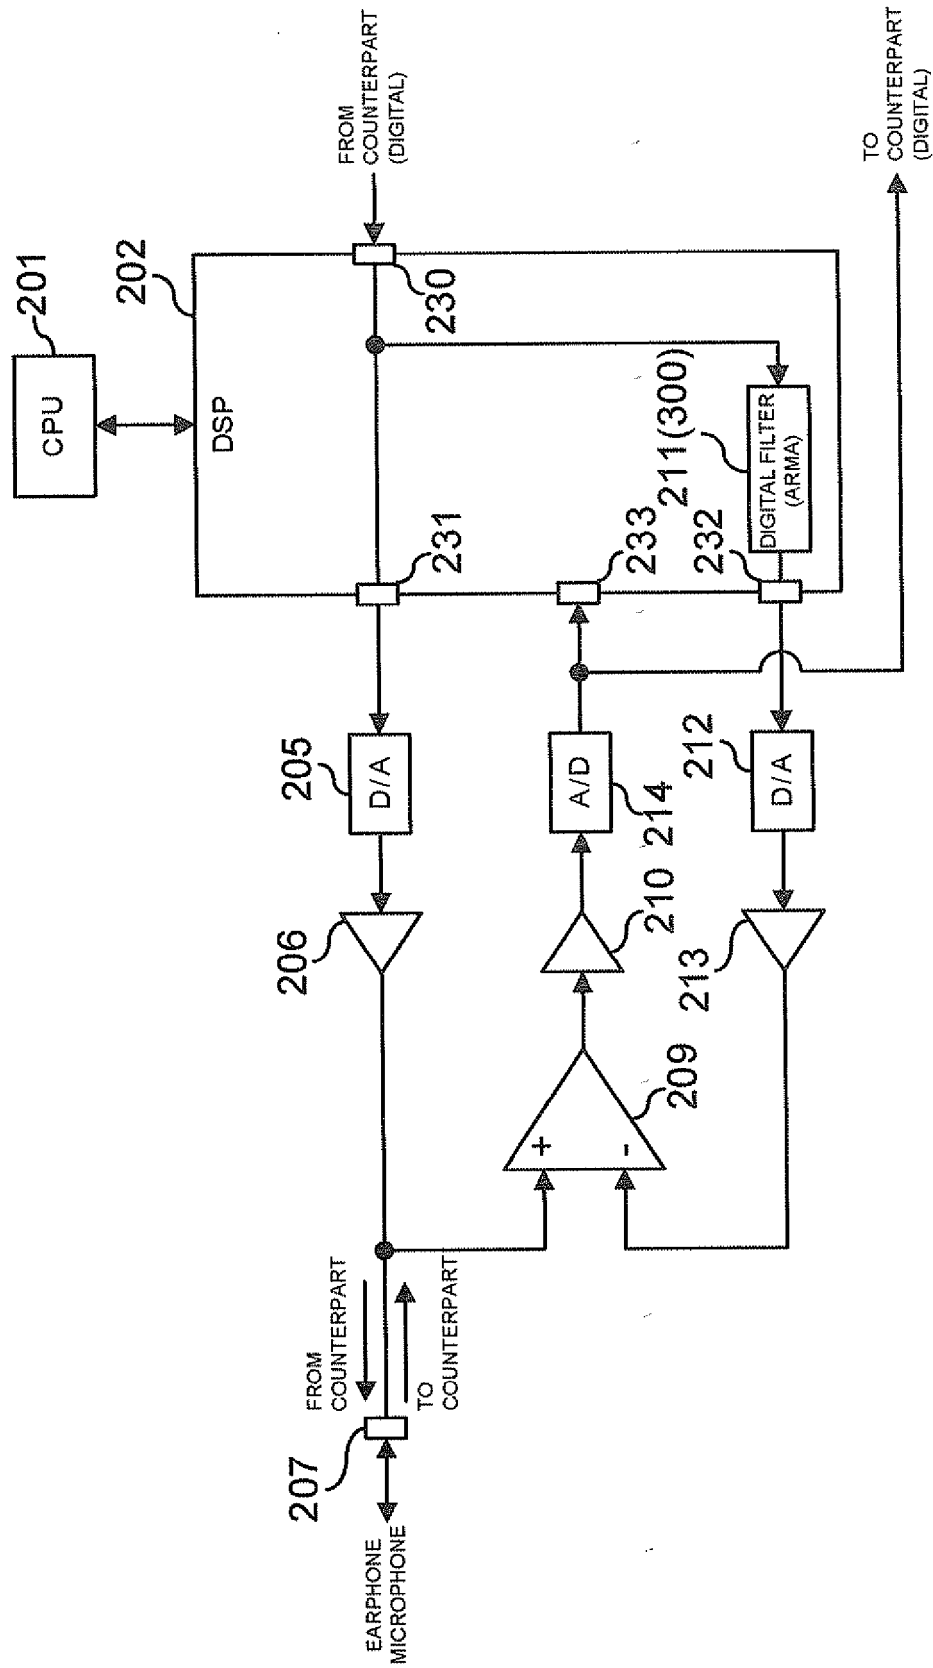 CPU
201
202
DSP
FROM
COUNTERPART
(DIGITAL)
230
231
233
232
211(300)
DIGITAL FILTER
(ARMA)
TO
COUNTERPART
(DIGITAL)
205
D/A
A/D
214
212
D/A
206
210
213
209
+
-
FROM
COUNTERPART
TO
COUNTERPART
207
EARPHONE
MICROPHONE